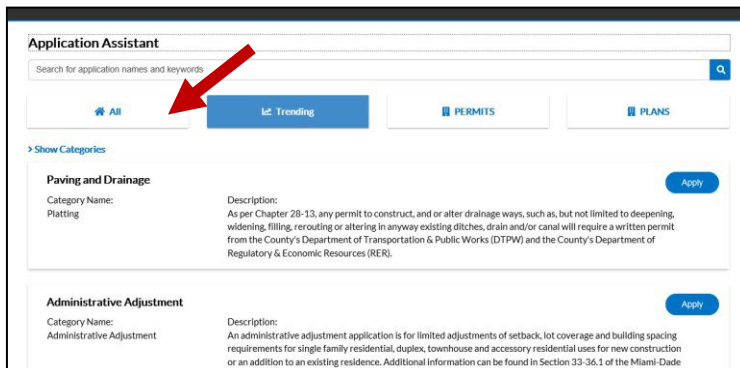 Application Assistant
Search for application names and keywords
All
Trending
PERMITS
PLANS
Show Categories
Paving and Drainage
Apply
Category Name:
Platting
Description:
As per Chapter 28-13, any permit to construct, and or alter drainage ways, such as, but not limited to deepening,
widening, filling, rerouting or altering in anyway existing ditches, drain and/or canal will require a written permit
from the County's Department of Transportation & Public Works (DTPW) and the County's Department of
Regulatory & Economic Resources (RER).
Administrative Adjustment
Apply
Category Name:
Administrative Adjustment
Description:
An administrative adjustment application is for limited adjustments of setback, lot coverage and building spacing
requirements for single family residential, duplex, townhouse and accessory residential uses for new construction
or an addition to an existing residence. Additional information can be found in Section 33-36.1 of the Miami-Dade